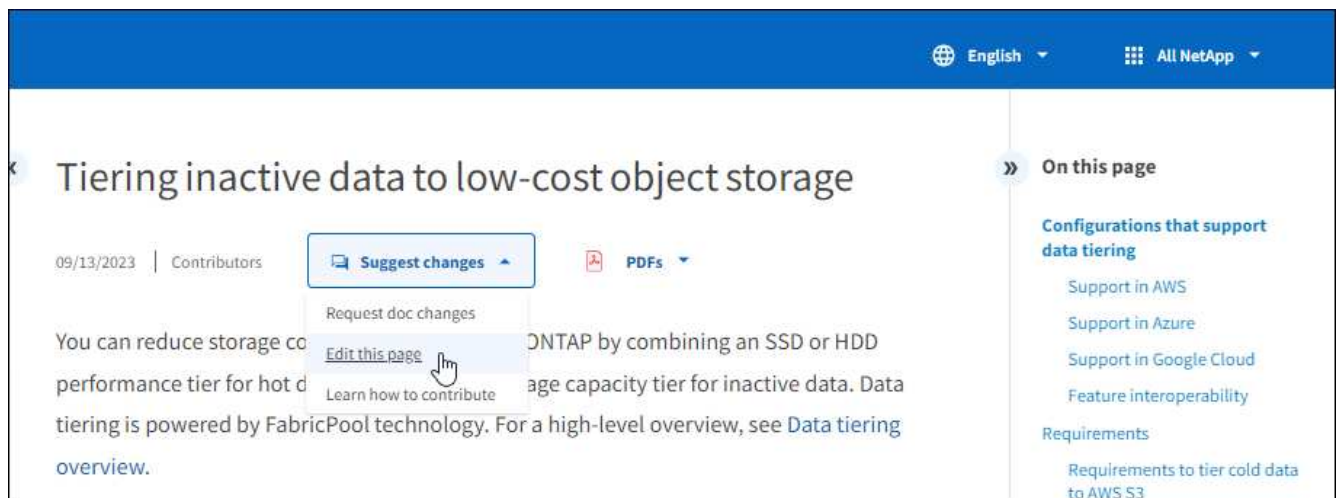 English
All NetApp
Tiering inactive data to low-cost object storage
09/13/2023 | Contributors
Suggest changes
PDFs
Request doc changes
Edit this page
Learn how to contribute
You can reduce storage co ONTAP by combining an SSD or HDD
performance tier for hot d age capacity tier for inactive data. Data
tiering is powered by FabricPool technology. For a high-level overview, see Data tiering
overview.
On this page
Configurations that support
data tiering
Support in AWS
Support in Azure
Support in Google Cloud
Feature interoperability
Requirements
Requirements to tier cold data
to AWS S3